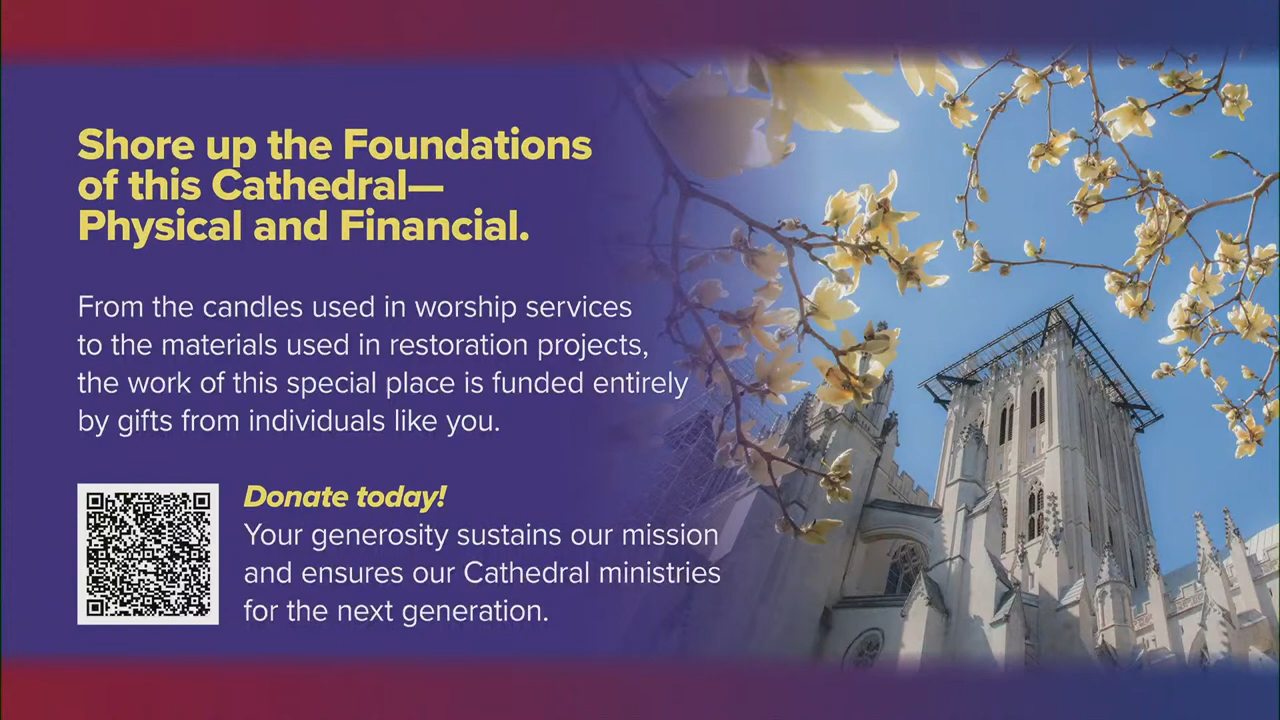 Shore up the Foundations
of this Cathedral—
Physical and Financial.
From the candles used in worship services
to the materials used in restoration projects,
the work of this special place is funded entirely
by gifts from individuals like you.
Donate today!
Your generosity sustains our mission
and ensures our Cathedral ministries
for the next generation.